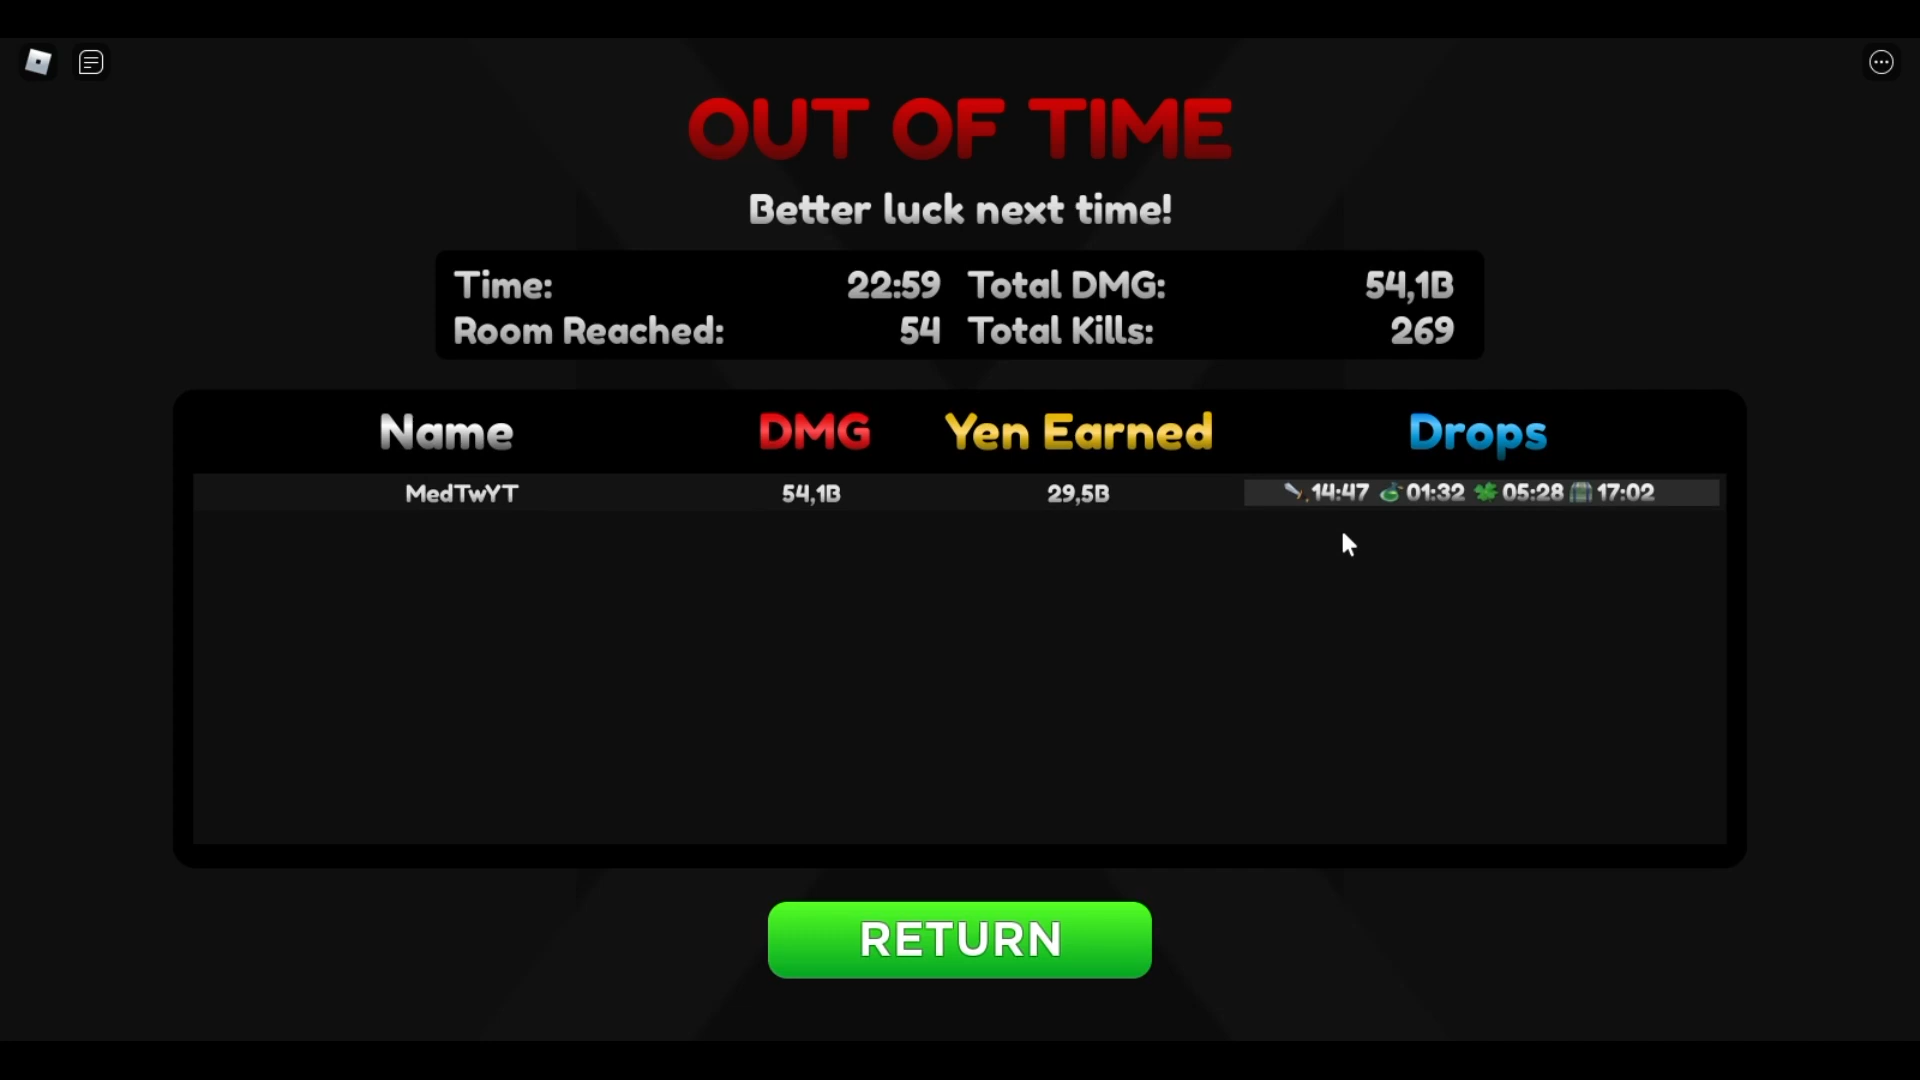 OUT OF TIME
Better luck next time!
Time: 22:59 Total DMG: 54,1B
Room Reached: 54 Total Kills: 269
Name DMG Yen Earned Drops
MedTwYT 54,1B 29,5B 14:47 01:32 05:28 17:02
RETURN